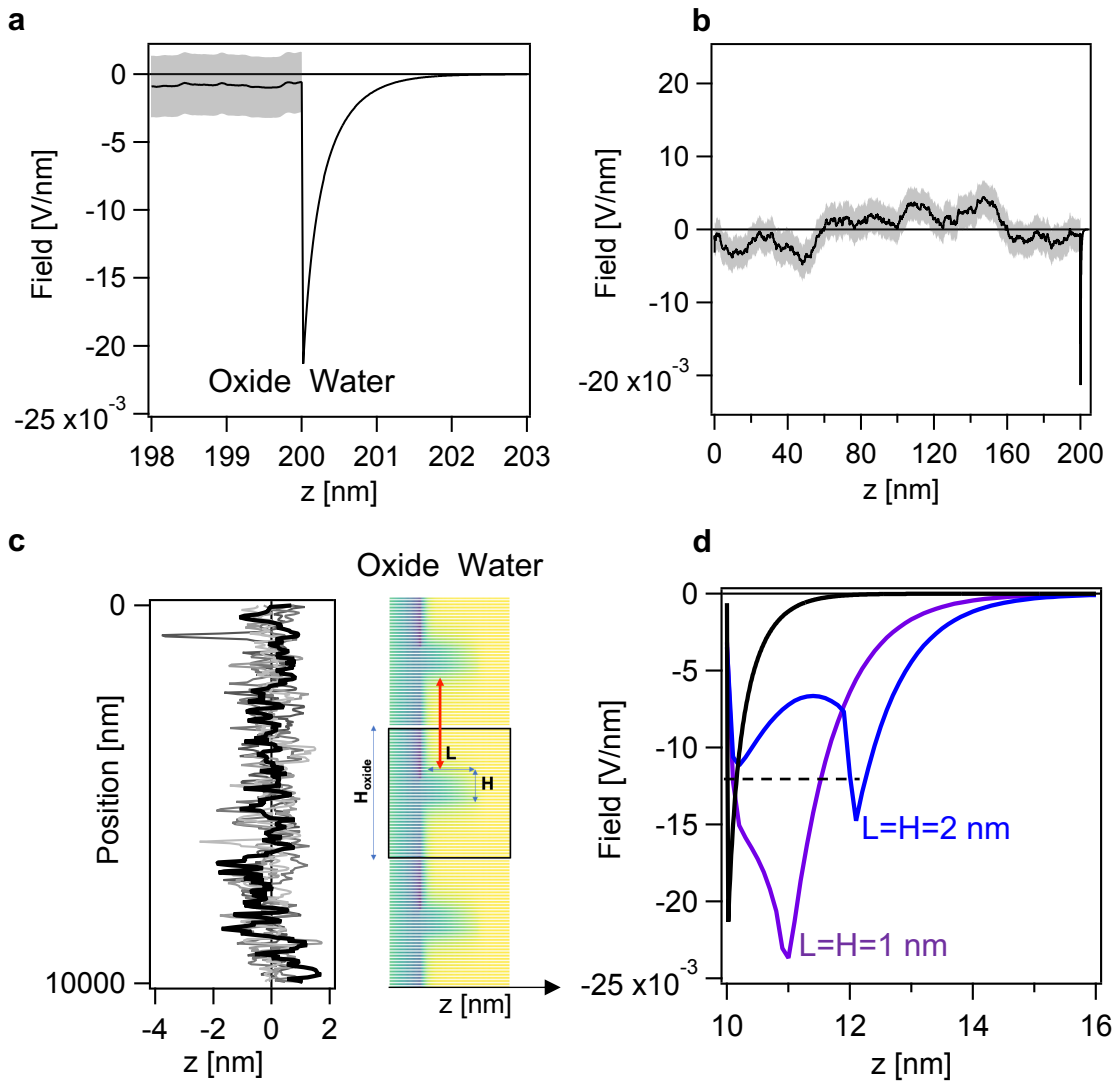 a
0
-5
-10
-15
-20
-25 x10⁻³
Field [V/nm]
Oxide Water
198 199 200 201 202 203
z [nm]
b
20
10
0
-10
-20 x10⁻³
Field [V/nm]
0 40 80 120 160 200
z [nm]
c
0
10000
Position [nm]
-4 -2 0 2
z [nm]
Oxide Water
L
H
Hoxide
z [nm]
d
0
-5
-10
-15
-20
-25 x10⁻³
Field [V/nm]
L=H=2 nm
L=H=1 nm
10 12 14 16
z [nm]